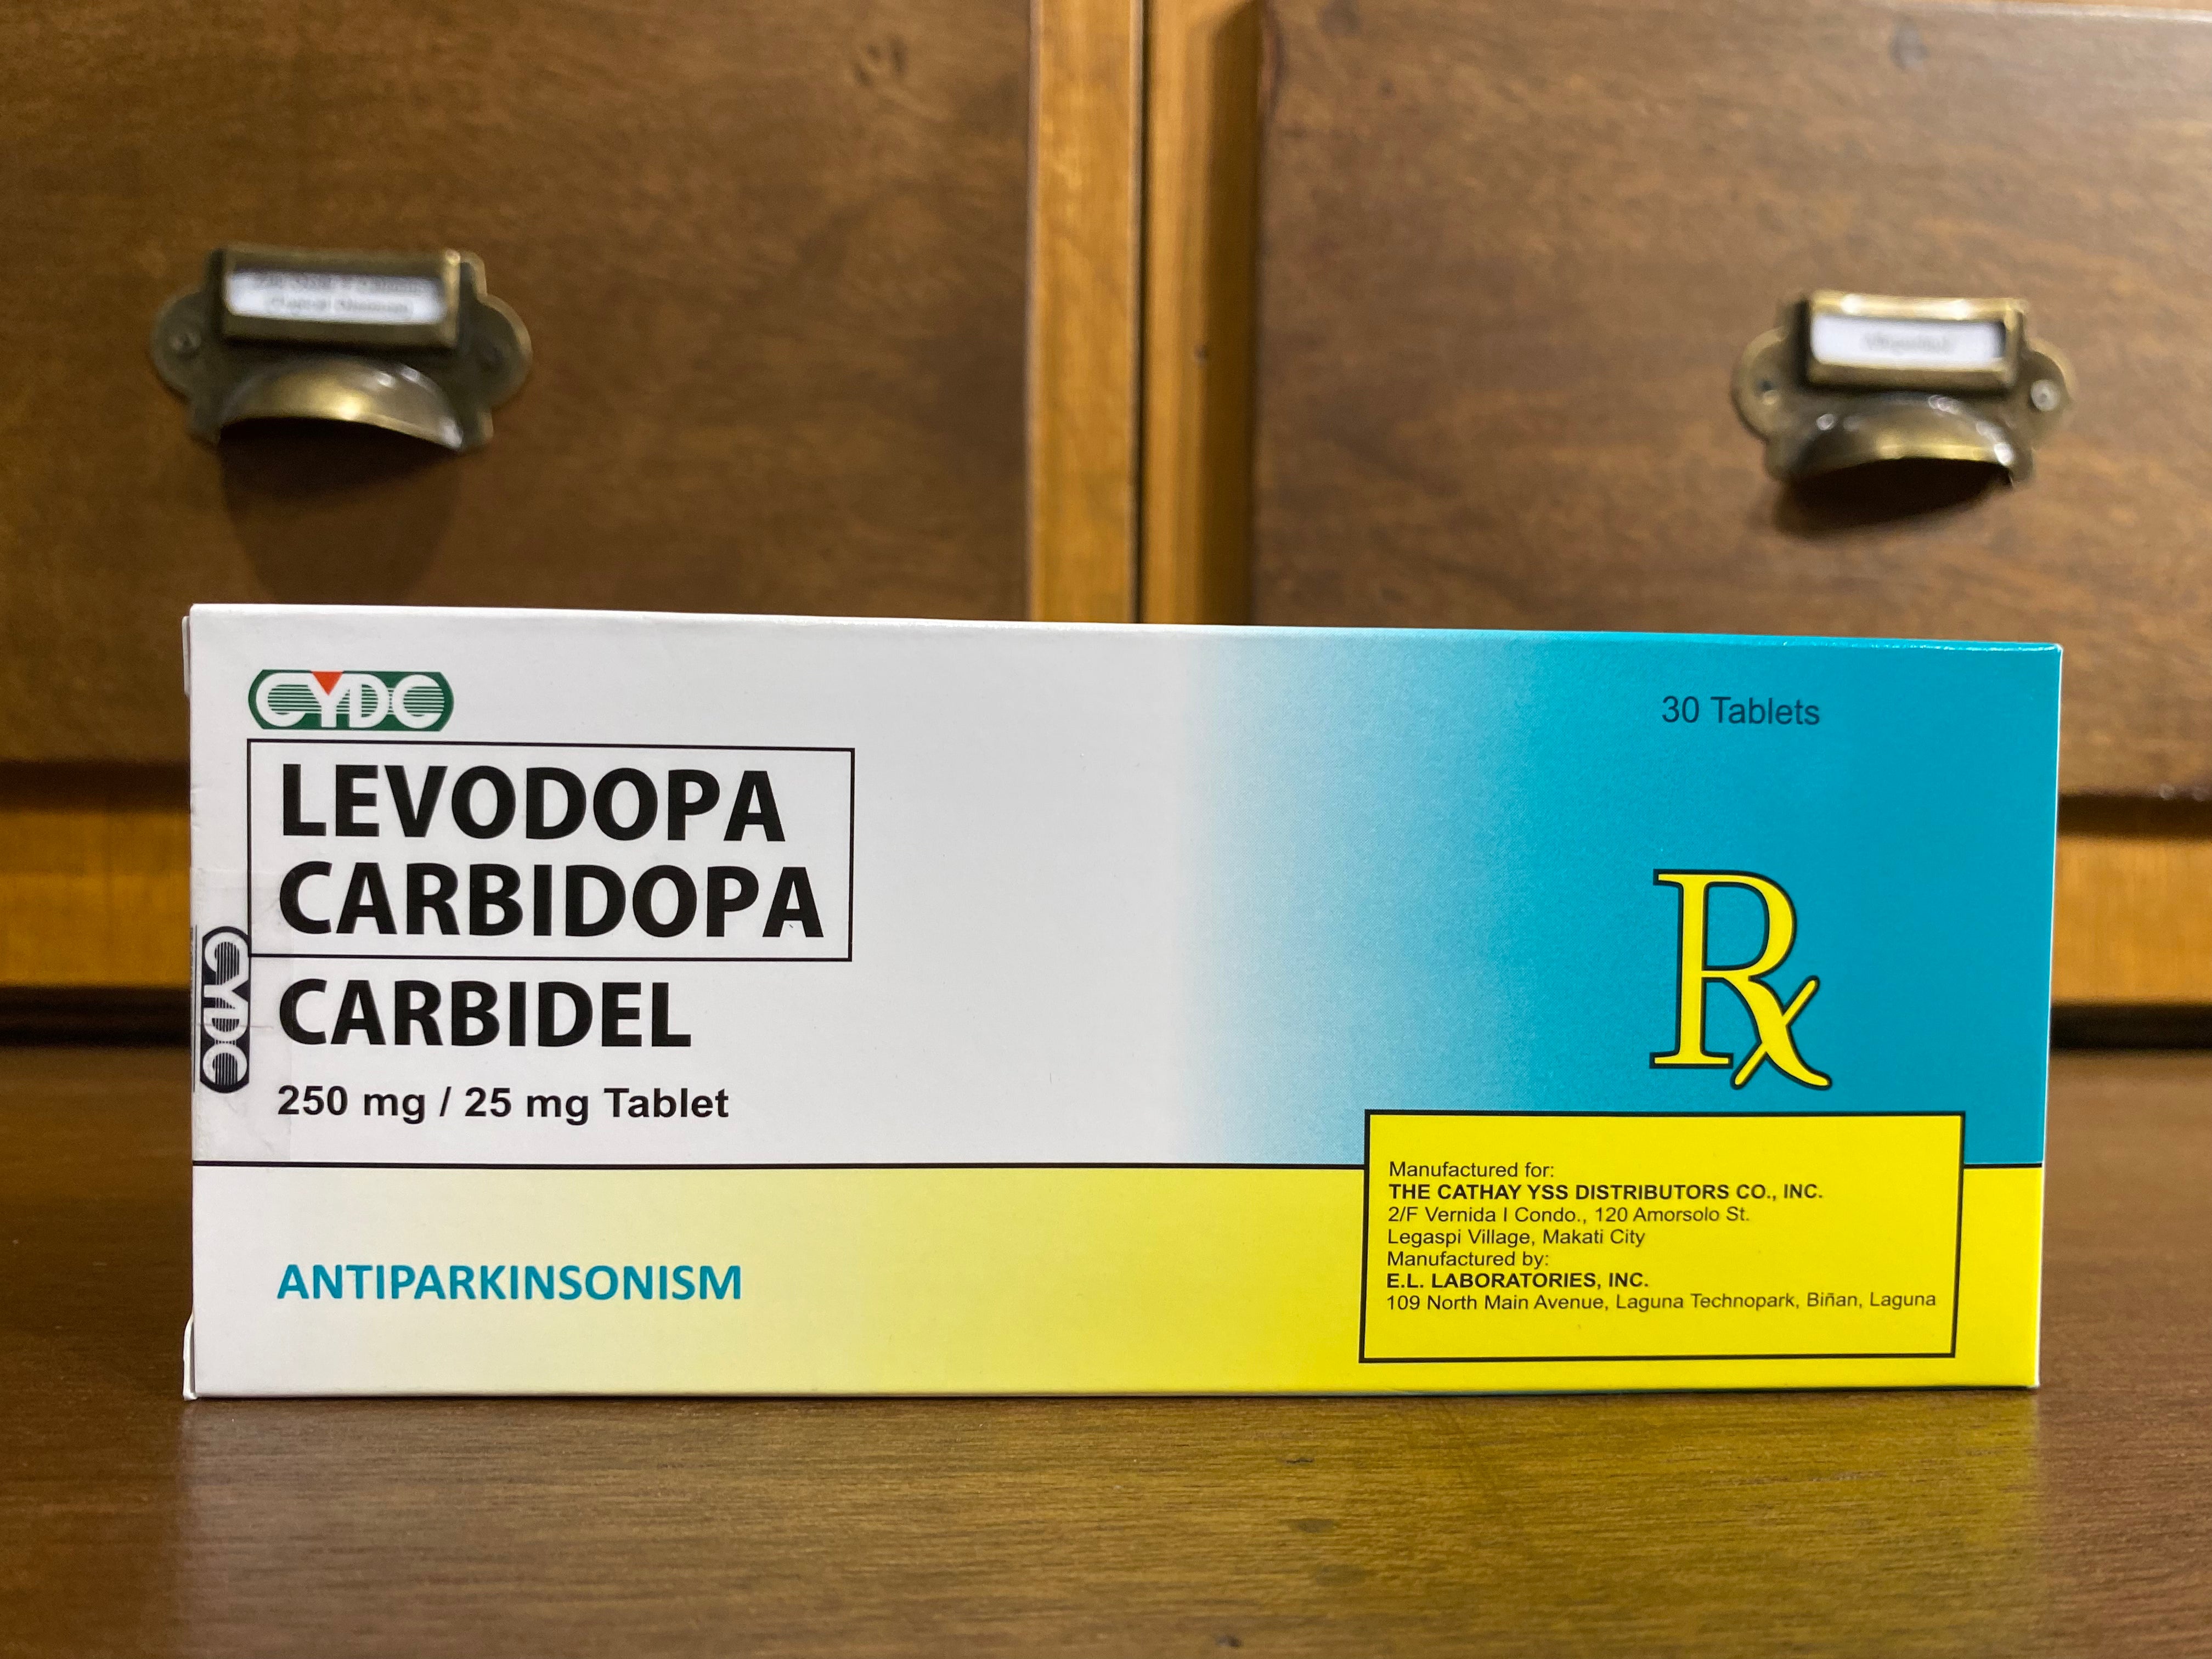 CYDC
LEVODOPA
CARBIDOPA
CARBIDEL
250 mg / 25 mg Tablet
ANTIPARKINSONISM
CYDC
30 Tablets
Rx
Manufactured for:
THE CATHAY YSS DISTRIBUTORS CO., INC.
2/F Vernida I Condo., 120 Amorsolo St.
Legaspi Village, Makati City
Manufactured by:
E.L. LABORATORIES, INC.
109 North Main Avenue, Laguna Technopark, Biñan, Laguna